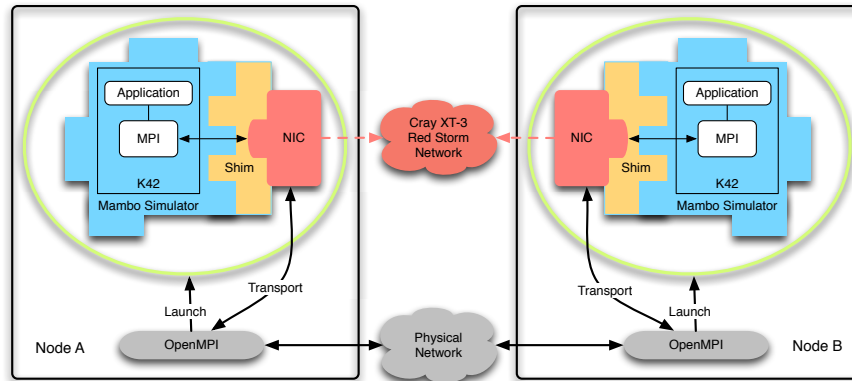 Application
MPI
NIC
Shim
K42
Mambo Simulator
Transport
Launch
Node A
OpenMPI
Cray XT-3
Red Storm
Network
Physical
Network
Application
NIC
MPI
Shim
K42
Mambo Simulator
Transport
Launch
OpenMPI
Node B